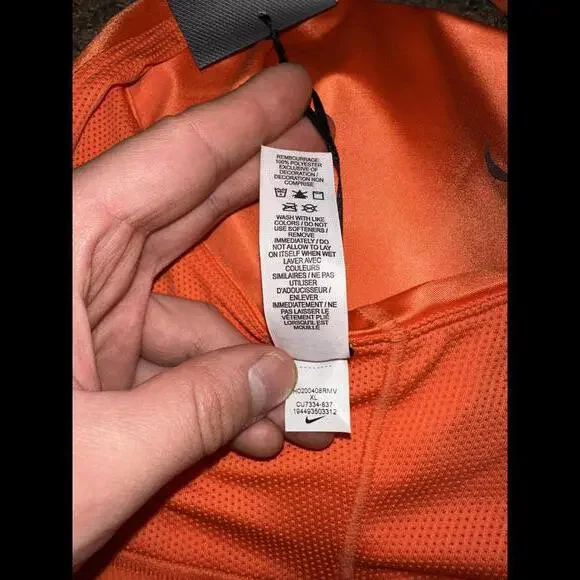 REMBOURRAGE:
100% POLYESTER
EXCLUSIVE OF
DECORATION /
DECORATION NON
COMPRISE
WASH WITH LIKE
COLORS / DO NOT
USE SOFTENERS /
REMOVE
IMMEDIATELY / DO
NOT ALLOW TO LAY
ON ITSELF WHEN WET
LAVER AVEC
COULEURS
SIMILAIRES / NE PAS
UTILISER
D'ADOUCISSEUR /
ENLEVER
IMMEDIATEMENT / NE
PAS LAISSER LE
VÊTEMENT PLIÉ
LORSQU'IL EST
MOUILLÉ
H0200408RMV
XL
CU7334-837-
194493503312